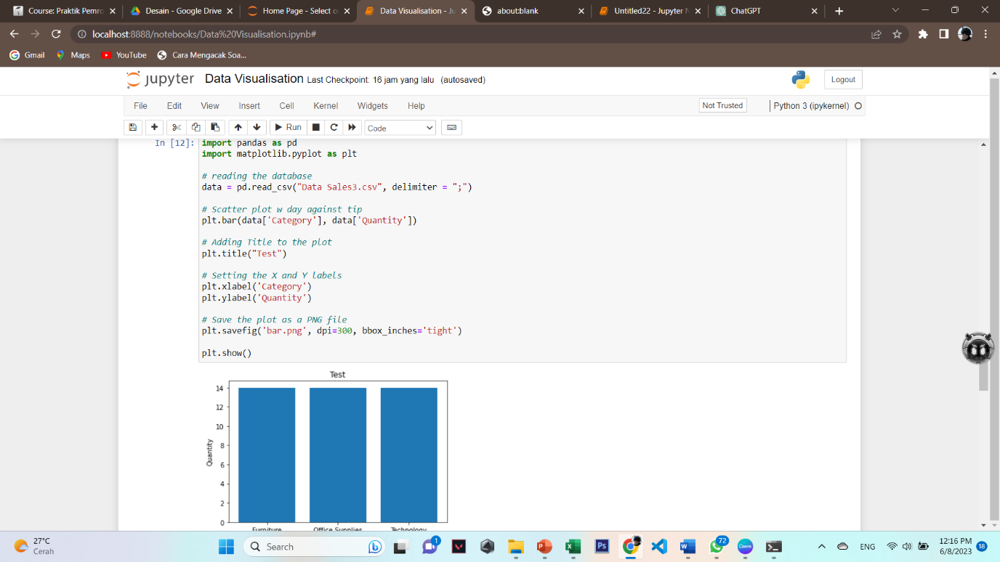 Course: Praktik Pemro
Desain - Google Drive
Home Page - Select o
Data Visualisation - Ju
about:blank
Untitled22 - Jupyter N
ChatGPT
localhost:8888/notebooks/Data%20Visualisation.ipynb#
Gmail
Maps
YouTube
Cara Mengacak Soa...
jupyter Data Visualisation Last Checkpoint: 16 jam yang lalu (autosaved)
Logout
File Edit View Insert Cell Kernel Widgets Help
Not Trusted
Python 3 (ipykernel)
Run
Code
In [12]: import pandas as pd
import matplotlib.pyplot as plt
# reading the database
data = pd.read_csv("Data Sales3.csv", delimiter = ";")
# Scatter plot w day against tip
plt.bar(data['Category'], data['Quantity'])
# Adding Title to the plot
plt.title("Test")
# Setting the X and Y labels
plt.xlabel('Category')
plt.ylabel('Quantity')
# Save the plot as a PNG file
plt.savefig('bar.png', dpi=300, bbox_inches='tight')
plt.show()
Test
14
12
10
8
6
4
2
0
Quantity
Furniture
Office Supplies
Technology
27°C
Cerah
Search
1
Ps
72
Canva
ENG
12:16 PM
6/8/2023
18